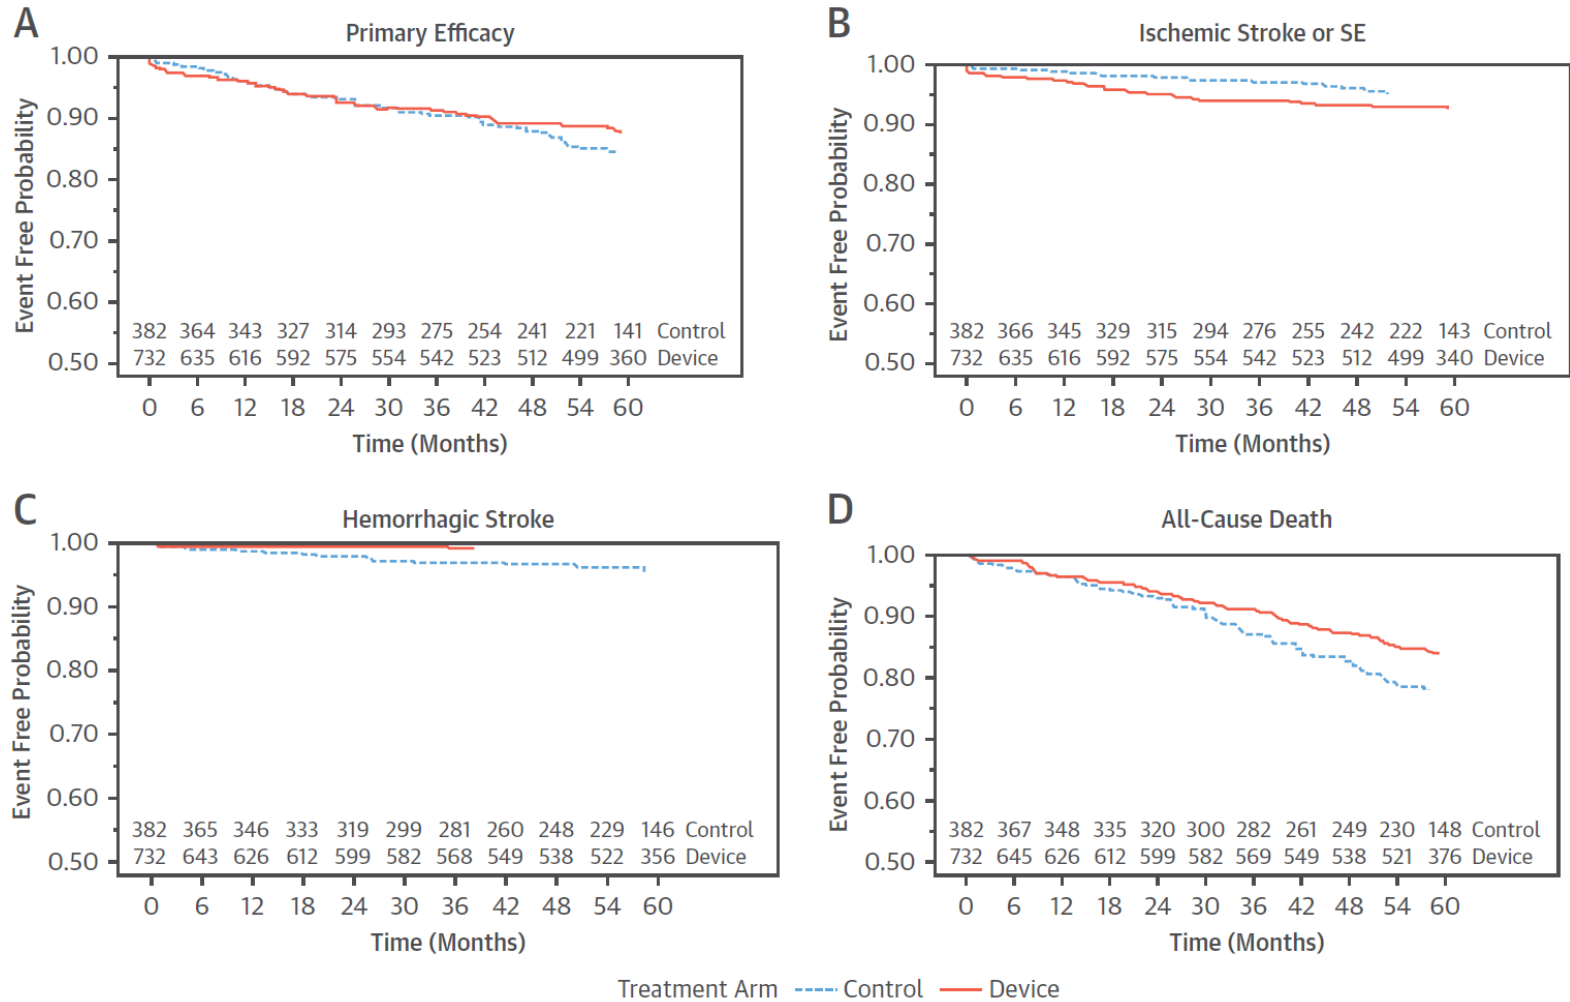 A
Primary Efficacy
Event Free Probability
1.00
0.90
0.80
0.70
0.60
0.50
382 364 343 327 314 293 275 254 241 221 141 Control
732 635 616 592 575 554 542 523 512 499 360 Device
0 6 12 18 24 30 36 42 48 54 60
Time (Months)
B
Ischemic Stroke or SE
Event Free Probability
1.00
0.90
0.80
0.70
0.60
0.50
382 366 345 329 315 294 276 255 242 222 143 Control
732 635 616 592 575 554 542 523 512 499 340 Device
0 6 12 18 24 30 36 42 48 54 60
Time (Months)
C
Hemorrhagic Stroke
Event Free Probability
1.00
0.90
0.80
0.70
0.60
0.50
382 365 346 333 319 299 281 260 248 229 146 Control
732 643 626 612 599 582 568 549 538 522 356 Device
0 6 12 18 24 30 36 42 48 54 60
Time (Months)
D
All-Cause Death
Event Free Probability
1.00
0.90
0.80
0.70
0.60
0.50
382 367 348 335 320 300 282 261 249 230 148 Control
732 645 626 612 599 582 569 549 538 521 376 Device
0 6 12 18 24 30 36 42 48 54 60
Time (Months)
Treatment Arm Control Device